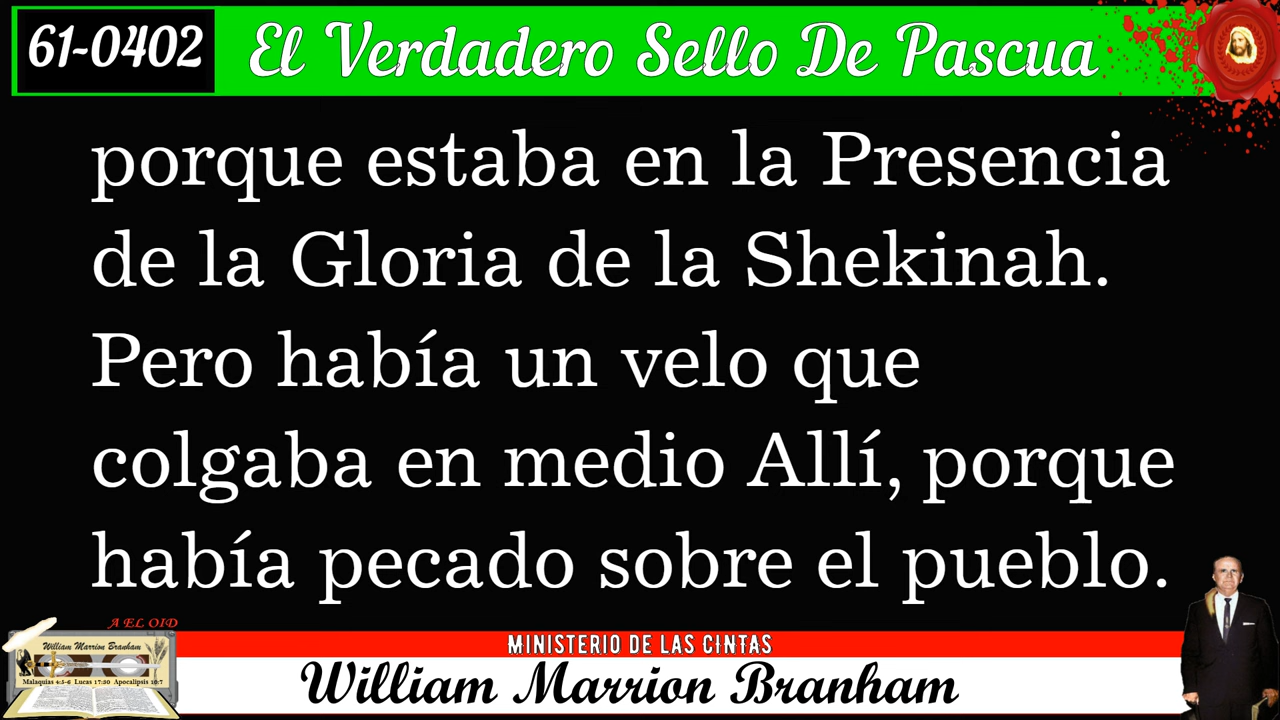 61-0402
El Verdadero Sello De Pascua
porque estaba en la Presencia
de la Gloria de la Shekinah.
Pero había un velo que
colgaba en medio Allí, porque
había pecado sobre el pueblo.
A EL OID
William Marrion Branham
Malaquias 4:5-6 Lucas 17:30 Apocalipsis 10:7
MINISTERIO DE LAS CINTAS
William Marrion Branham